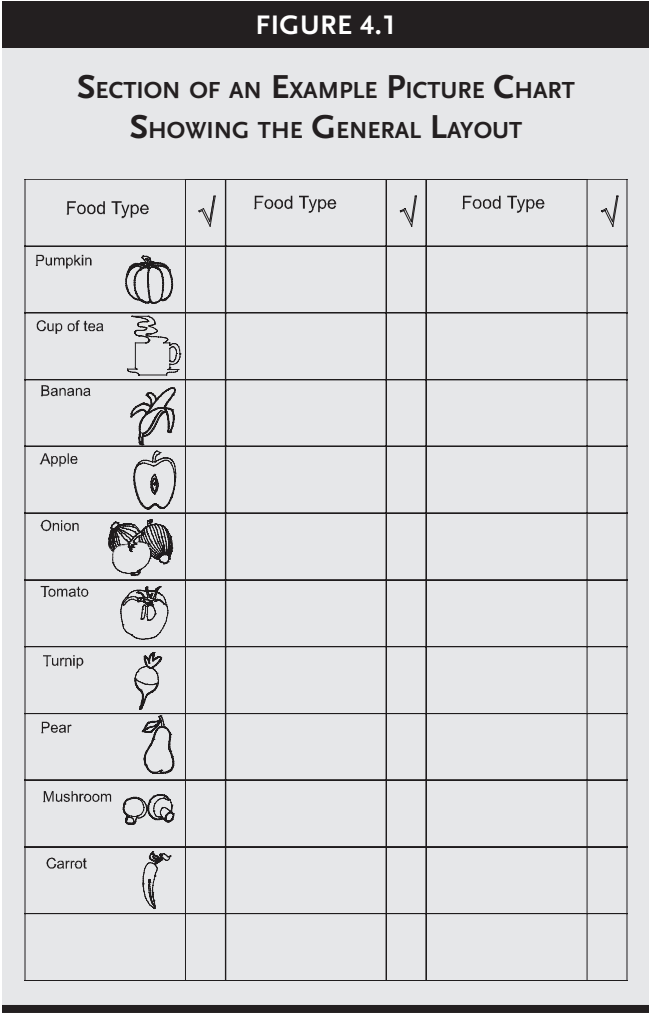 FIGURE 4.1
SECTION OF AN EXAMPLE PICTURE CHART
SHOWING THE GENERAL LAYOUT
Food Type √ Food Type √ Food Type √
Pumpkin
Cup of tea
Banana
Apple
Onion
Tomato
Turnip
Pear
Mushroom
Carrot